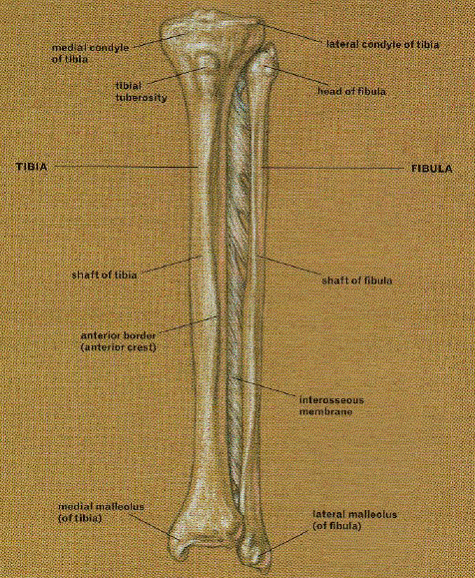 medial condyle
of tibia
lateral condyle of tibia
tibial
tuberosity
head of fibula
TIBIA
FIBULA
shaft of tibia
shaft of fibula
anterior border
(anterior crest)
interosseous
membrane
medial malleolus
(of tibia)
lateral malleolus
(of fibula)